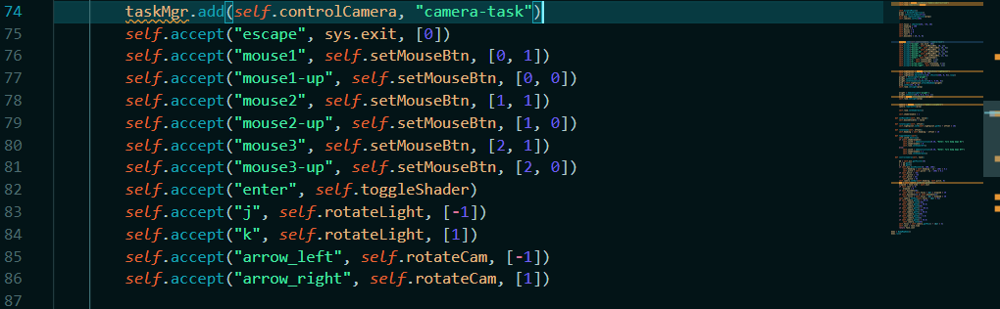 74 taskMgr.add(self.controlCamera, "camera-task")
75 self.accept("escape", sys.exit, [0])
76 self.accept("mouse1", self.setMouseBtn, [0, 1])
77 self.accept("mouse1-up", self.setMouseBtn, [0, 0])
78 self.accept("mouse2", self.setMouseBtn, [1, 1])
79 self.accept("mouse2-up", self.setMouseBtn, [1, 0])
80 self.accept("mouse3", self.setMouseBtn, [2, 1])
81 self.accept("mouse3-up", self.setMouseBtn, [2, 0])
82 self.accept("enter", self.toggleShader)
83 self.accept("j", self.rotateLight, [-1])
84 self.accept("k", self.rotateLight, [1])
85 self.accept("arrow_left", self.rotateCam, [-1])
86 self.accept("arrow_right", self.rotateCam, [1])
87